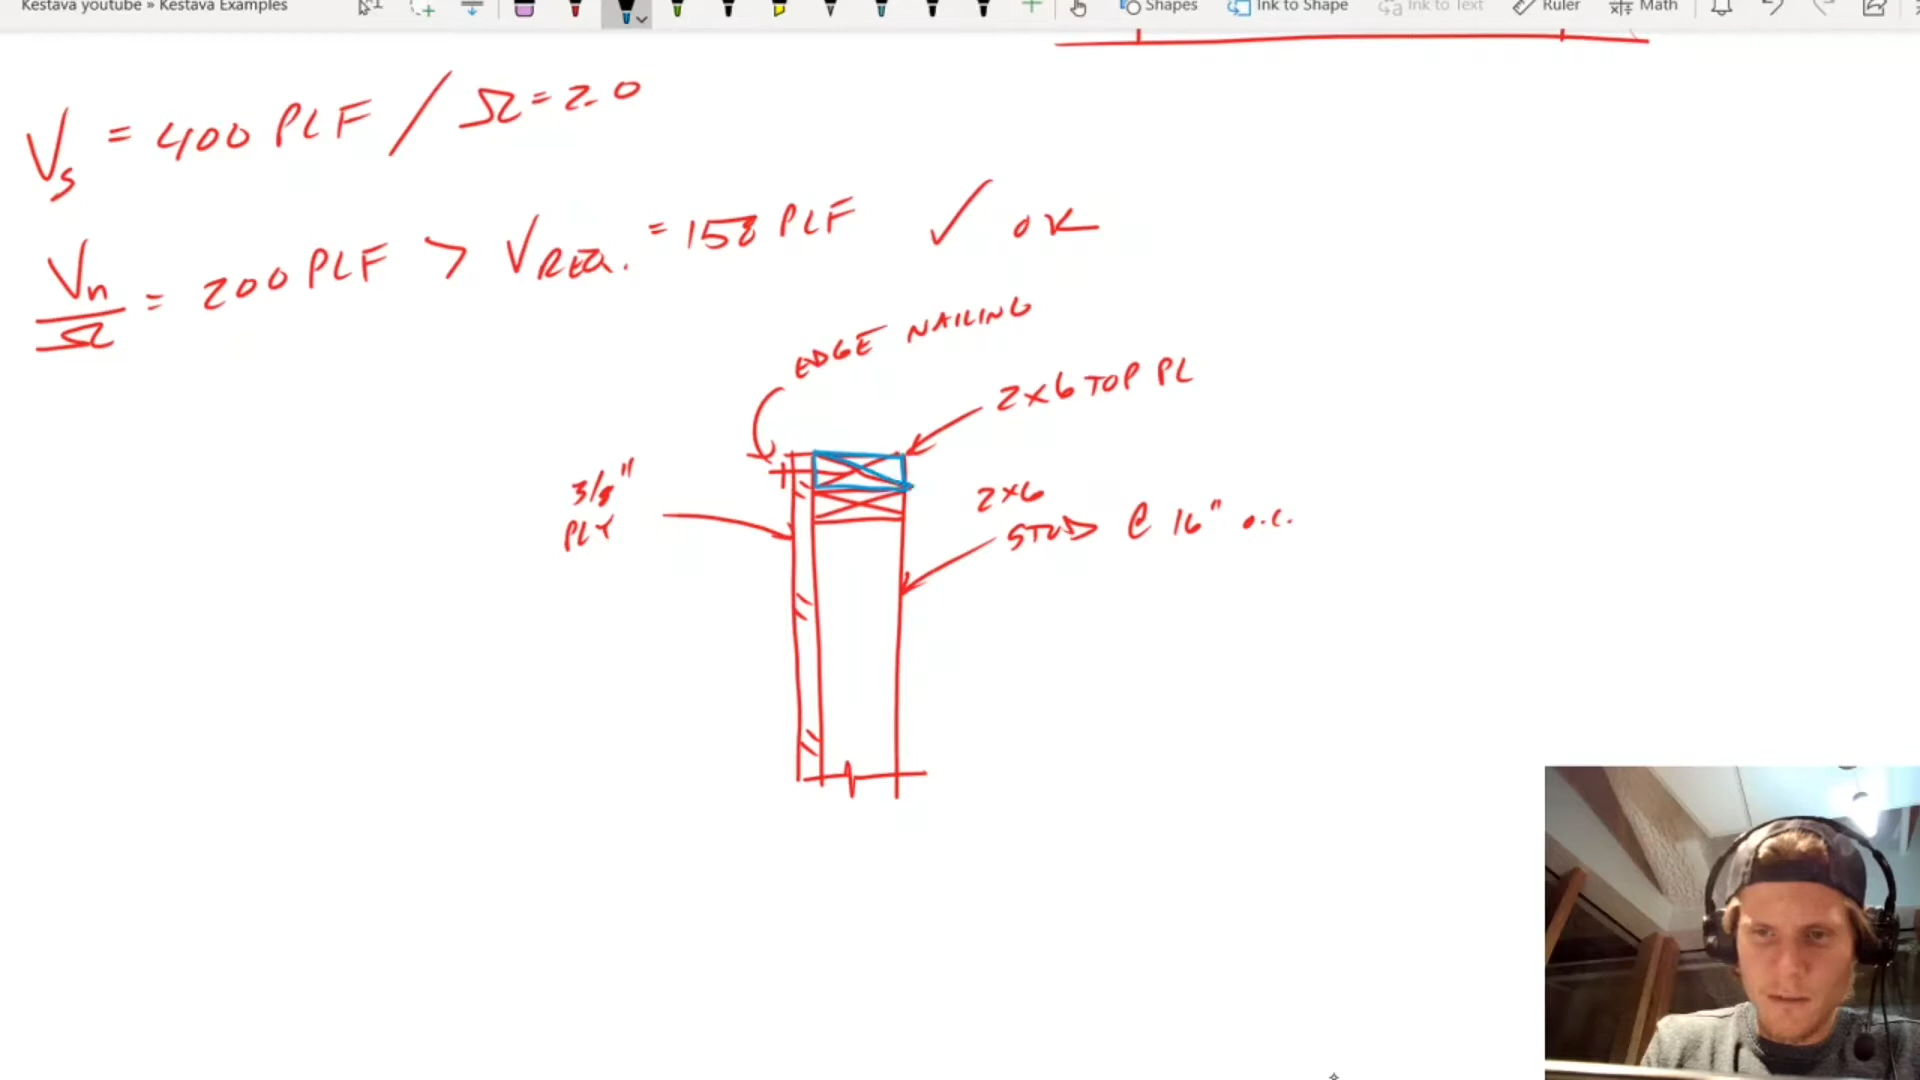 Kestava youtube » Kestava Examples
Shapes
Ink to Shape
Ink to Text
Ruler
Math
Vs = 400 PLF / Ω = 2.0
Vn/Ω = 200 PLF > VREQ. = 158 PLF ✓ OK
EDGE NAILING
2x6 TOP PL
3/8"
PLY
2x6
STUD @ 16" o.c.